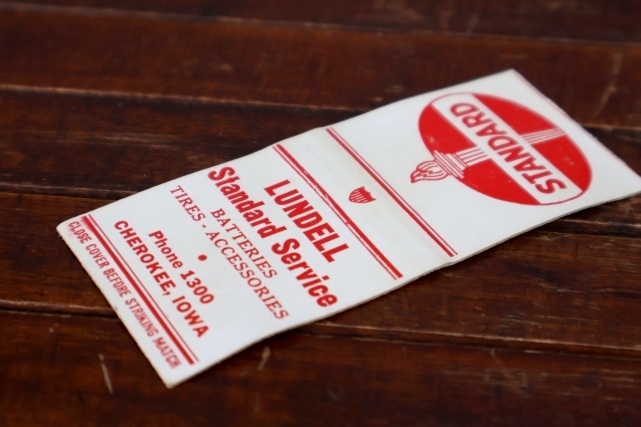 STANDARD
LUNDELL
Standard Service
BATTERIES
TIRES - ACCESSORIES
•
Phone 1300
CHEROKEE, IOWA
CLOSE COVER BEFORE STRIKING MATCH